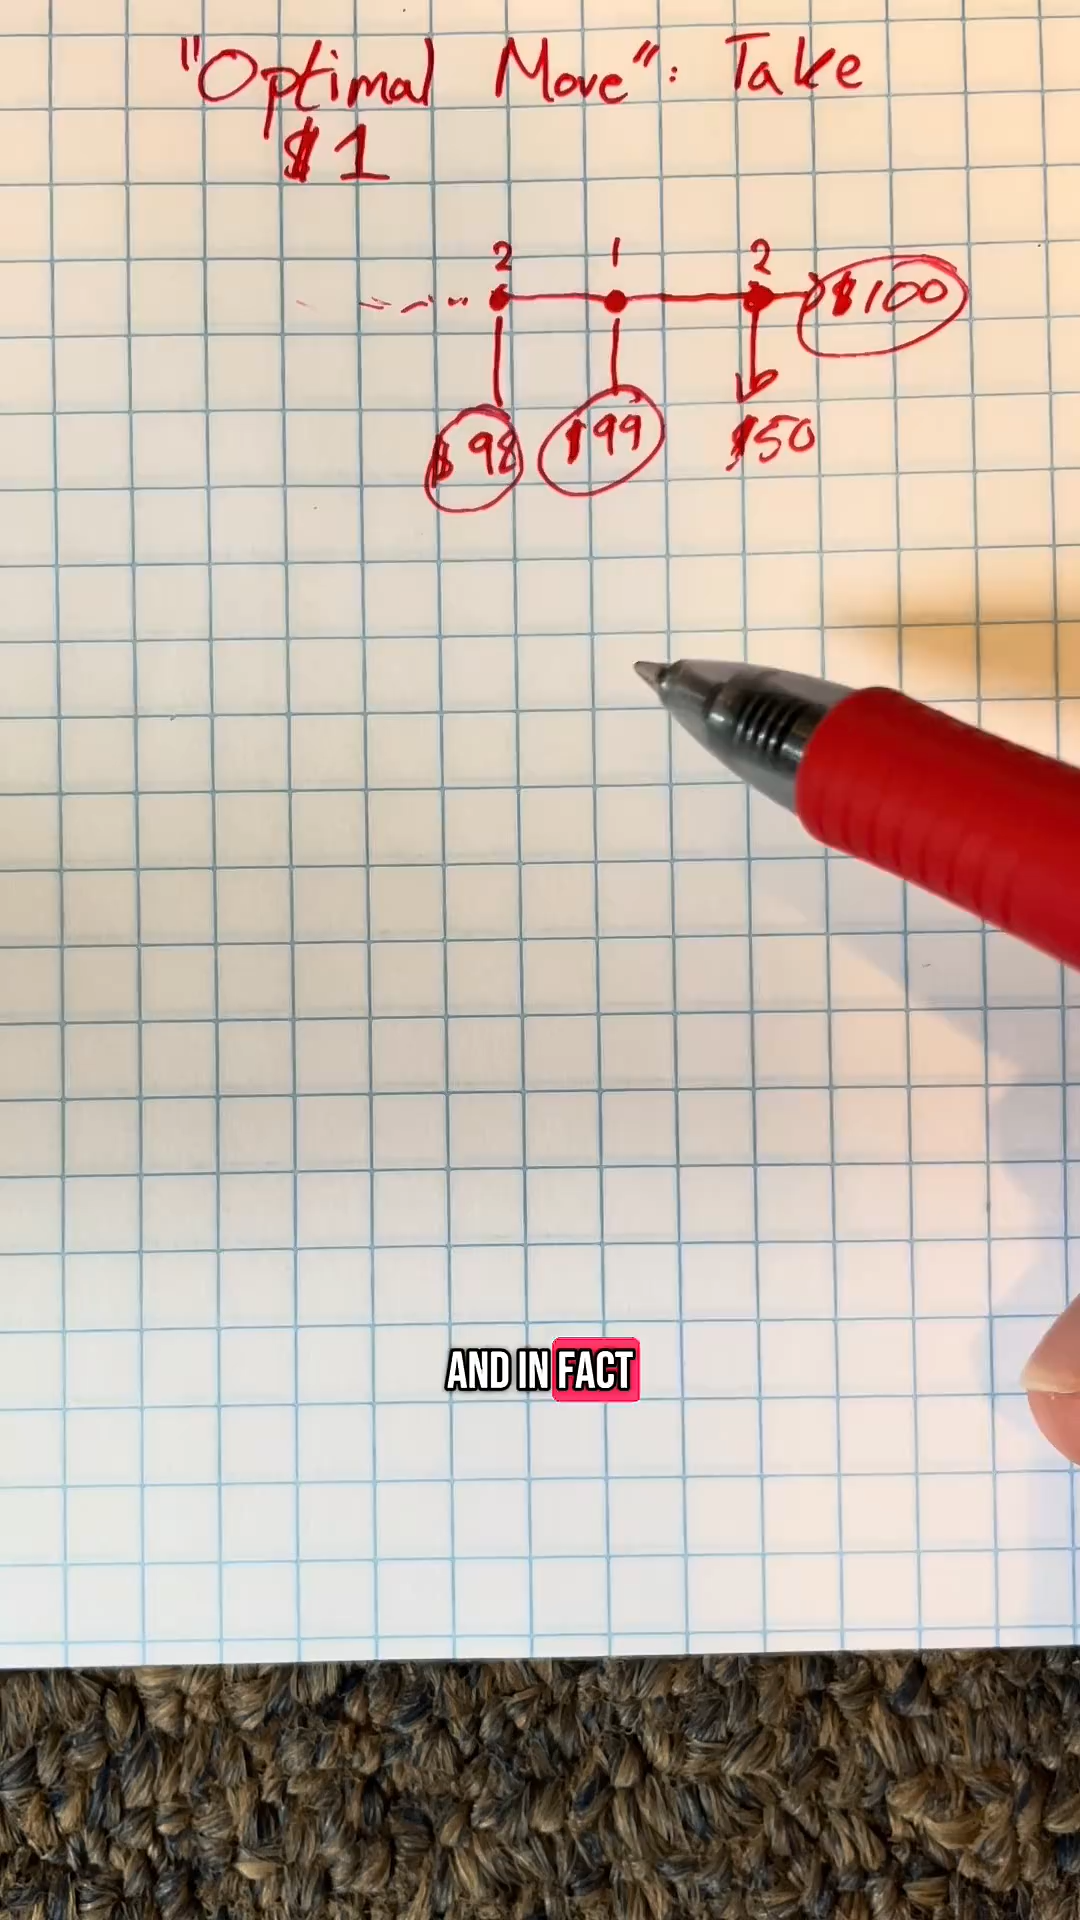 "Optimal Move": Take
$1
2 1 2
$100
$98 $99 $50
AND IN FACT